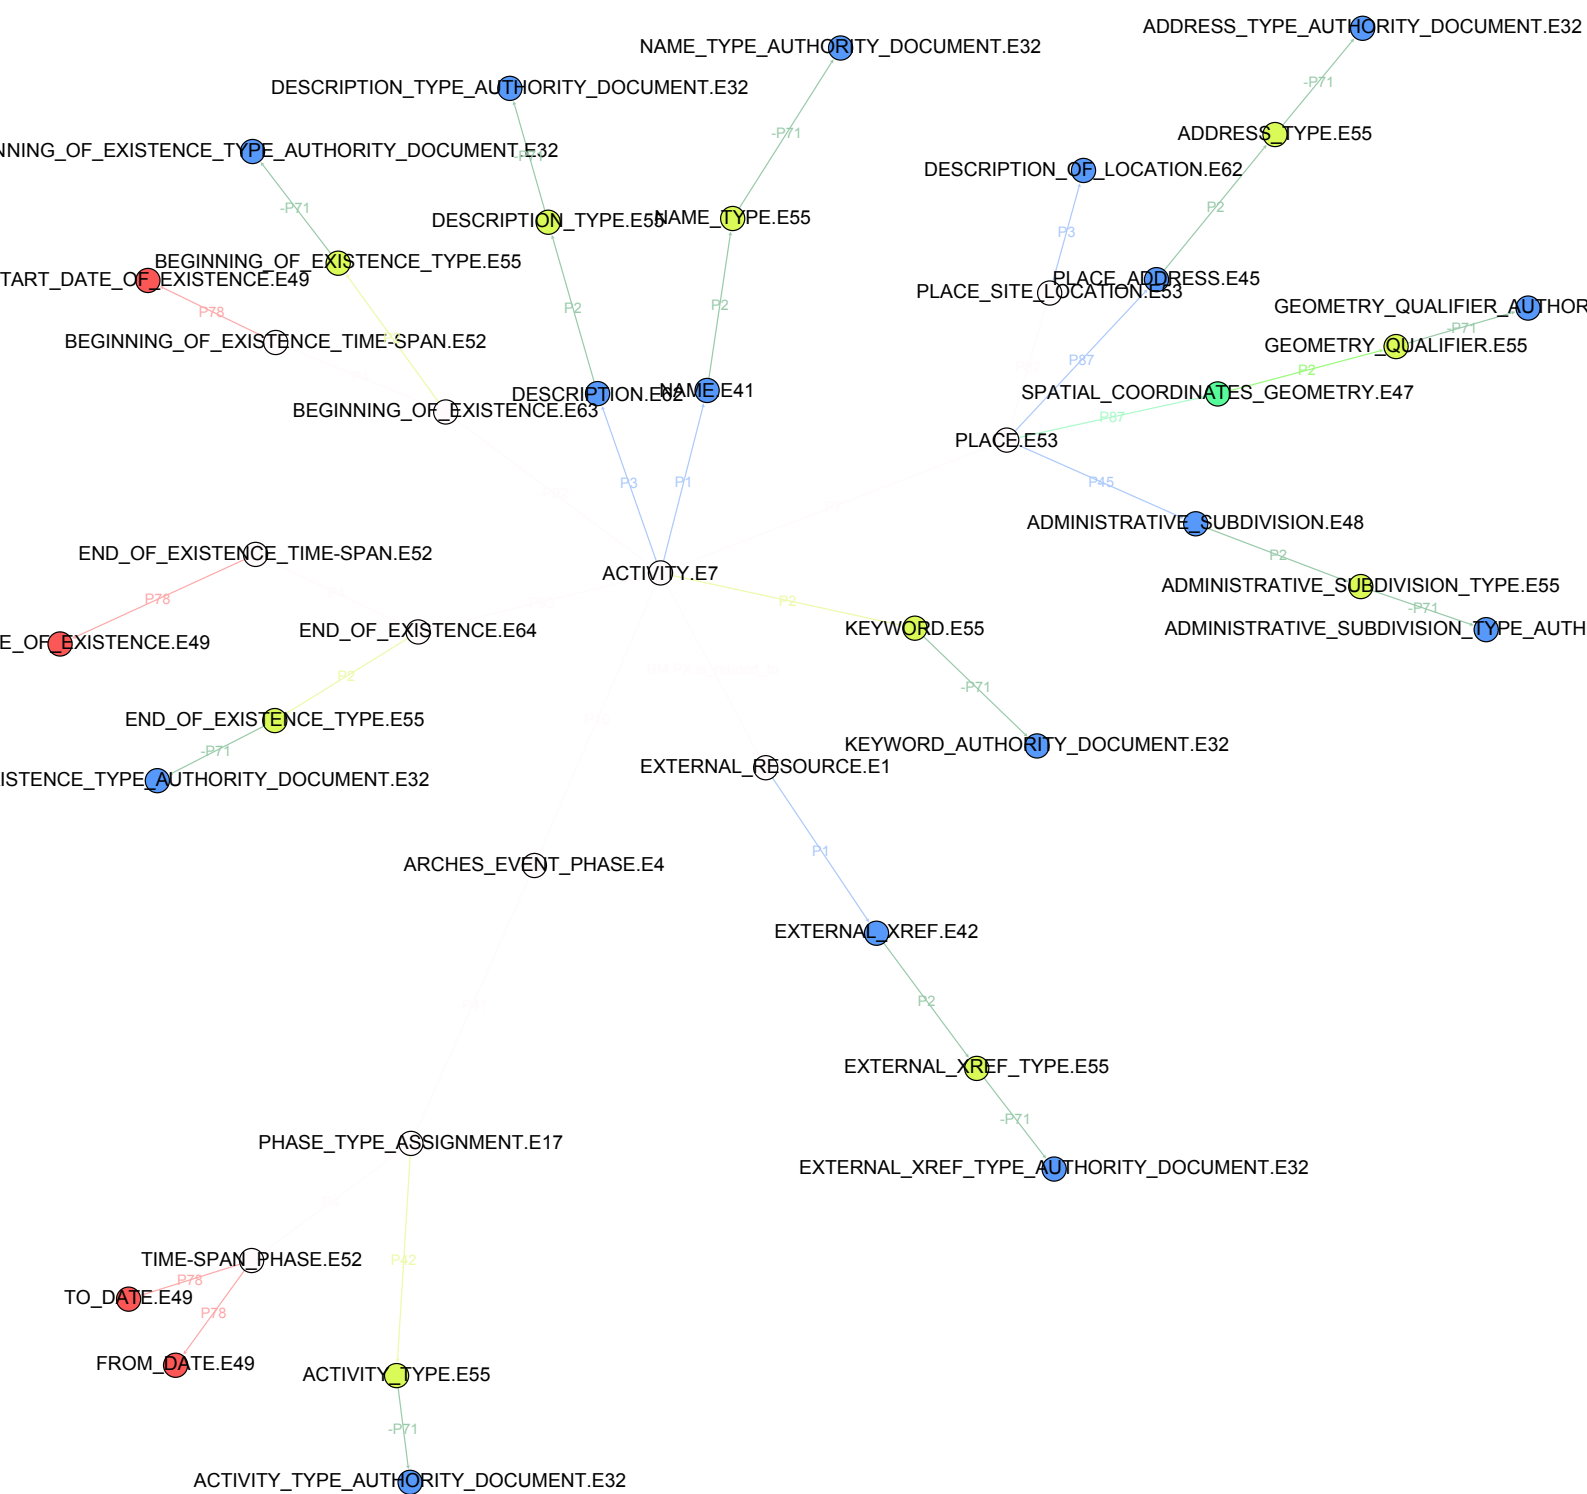 ADDRESS_TYPE_AUTHORITY_DOCUMENT.E32
NAME_TYPE_AUTHORITY_DOCUMENT.E32
-P71
DESCRIPTION_TYPE_AUTHORITY_DOCUMENT.E32
-P71
ADDRESS_TYPE.E55
NNING_OF_EXISTENCE_TYPE_AUTHORITY_DOCUMENT.E32
-P71
DESCRIPTION_OF_LOCATION.E62
-P71
P2
DESCRIPTION_TYPE.E55
NAME_TYPE.E55
P3
BEGINNING_OF_EXISTENCE_TYPE.E55
TART_DATE_OF_EXISTENCE.E49
PLACE_ADDRESS.E45
PLACE_SITE_LOCATION.E53
P78
P2
P2
GEOMETRY_QUALIFIER_AUTHOR
-P71
BEGINNING_OF_EXISTENCE_TIME-SPAN.E52
GEOMETRY_QUALIFIER.E55
P87
P2
DESCRIPTION.E62
NAME.E41
SPATIAL_COORDINATES_GEOMETRY.E47
BEGINNING_OF_EXISTENCE.E63
P87
PLACE.E53
P3
P1
P45
ADMINISTRATIVE_SUBDIVISION.E48
END_OF_EXISTENCE_TIME-SPAN.E52
P2
ACTIVITY.E7
ADMINISTRATIVE_SUBDIVISION_TYPE.E55
P78
P2
-P71
END_OF_EXISTENCE.E64
KEYWORD.E55
ADMINISTRATIVE_SUBDIVISION_TYPE_AUTH
E_OF_EXISTENCE.E49
P2
-P71
END_OF_EXISTENCE_TYPE.E55
-P71
KEYWORD_AUTHORITY_DOCUMENT.E32
EXTERNAL_RESOURCE.E1
ISTENCE_TYPE_AUTHORITY_DOCUMENT.E32
P1
ARCHES_EVENT_PHASE.E4
EXTERNAL_XREF.E42
P2
EXTERNAL_XREF_TYPE.E55
-P71
PHASE_TYPE_ASSIGNMENT.E17
EXTERNAL_XREF_TYPE_AUTHORITY_DOCUMENT.E32
TIME-SPAN_PHASE.E52
P42
P78
TO_DATE.E49
P78
FROM_DATE.E49
ACTIVITY_TYPE.E55
-P71
ACTIVITY_TYPE_AUTHORITY_DOCUMENT.E32